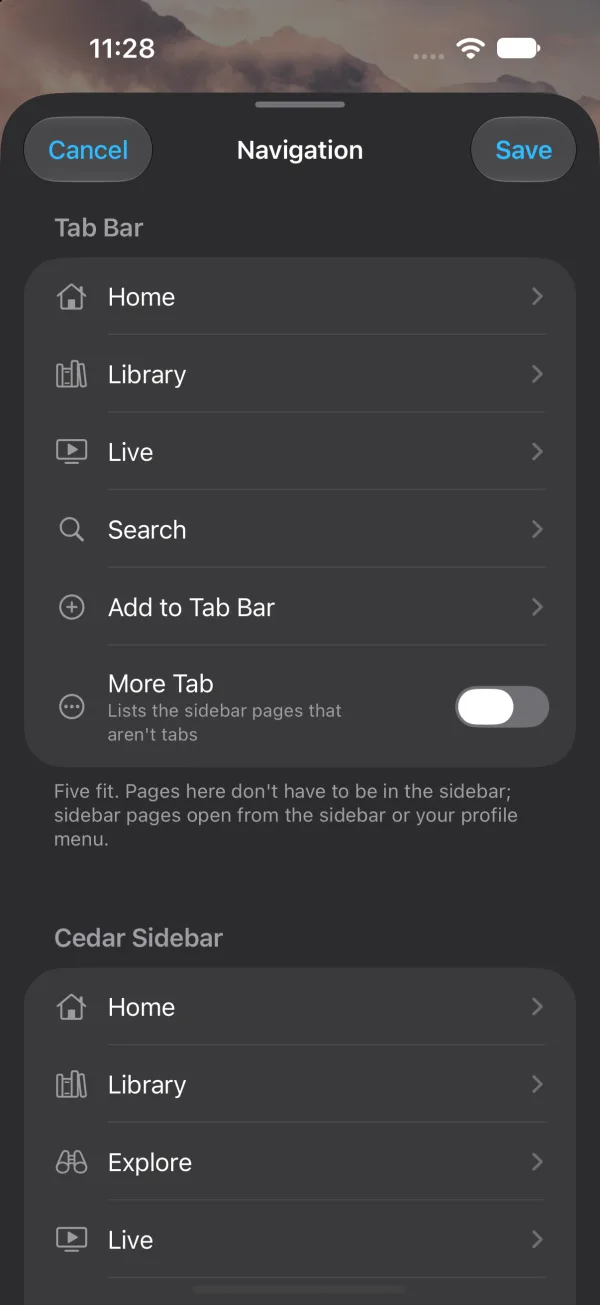 11:28
Cancel
Navigation
Save
Tab Bar
Home
Library
Live
Search
Add to Tab Bar
More Tab
Lists the sidebar pages that
aren't tabs
Five fit. Pages here don't have to be in the sidebar;
sidebar pages open from the sidebar or your profile
menu.
Cedar Sidebar
Home
Library
Explore
Live